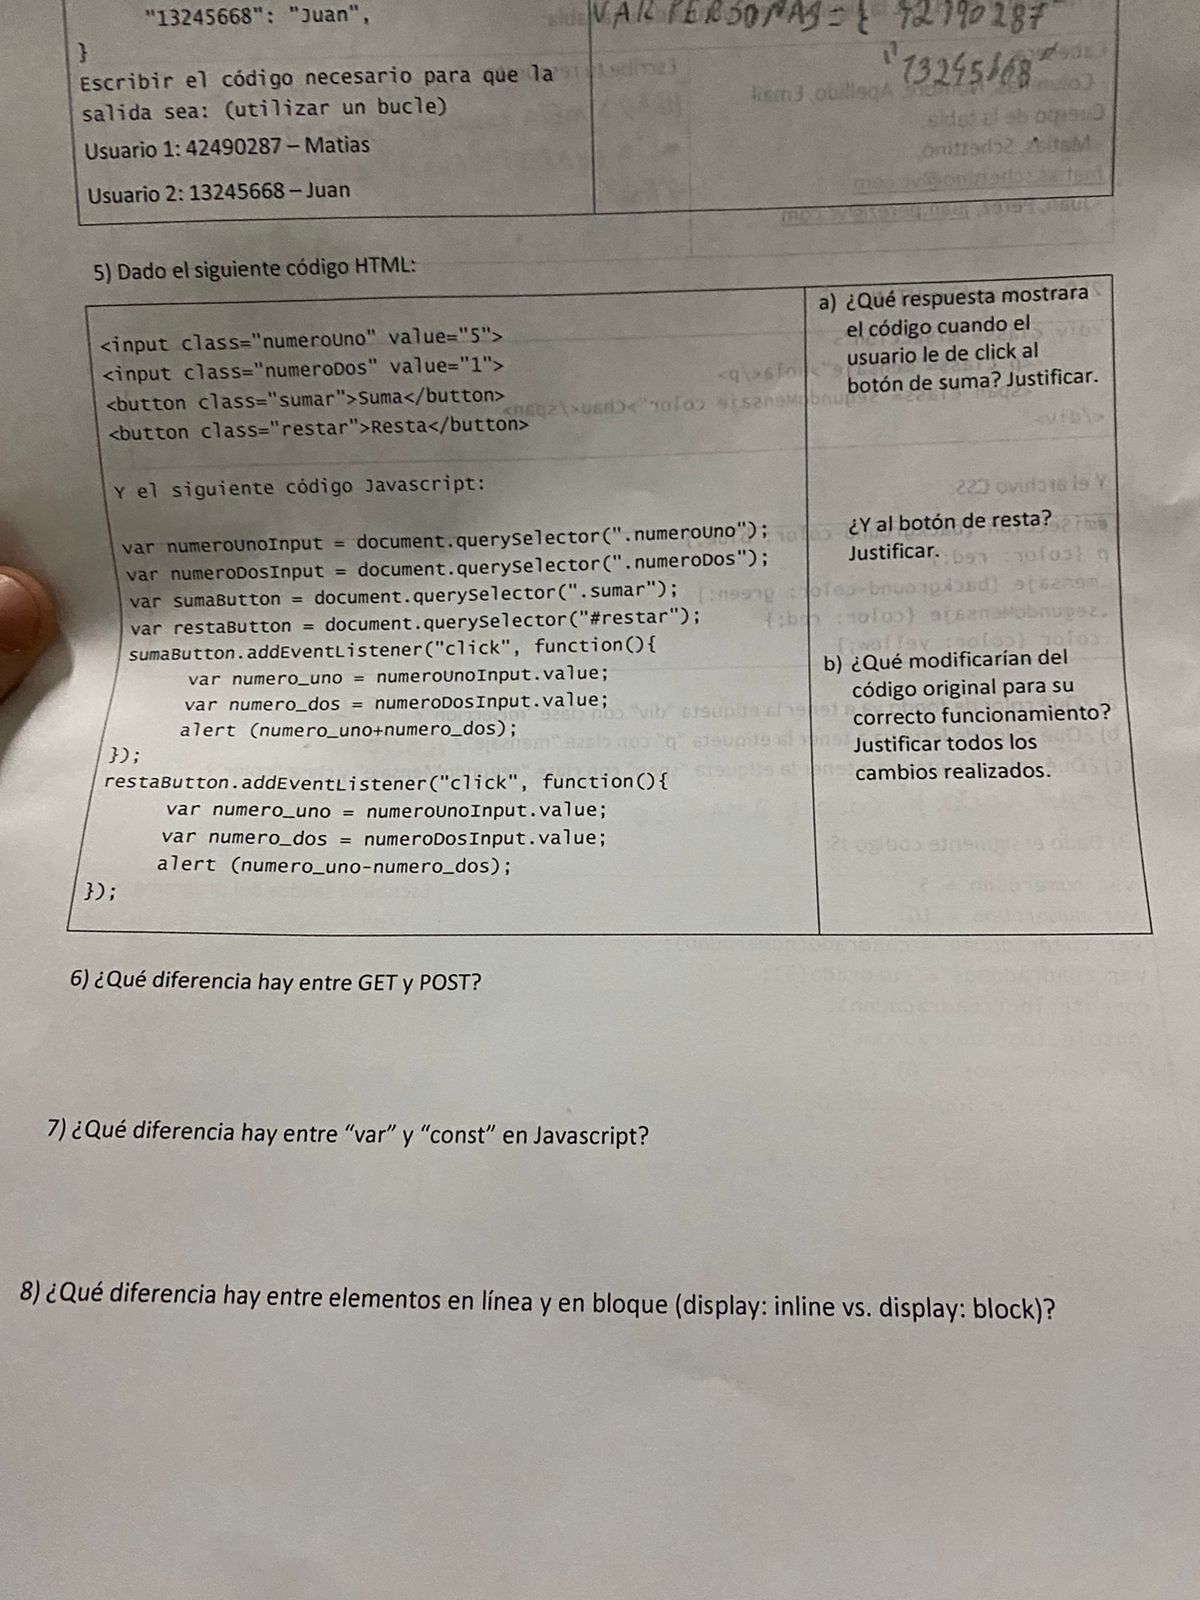 "13245668": "Juan",
}
Escribir el código necesario para que la
salida sea: (utilizar un bucle)
Usuario 1: 42490287 – Matias
Usuario 2: 13245668 – Juan
VAR PERSONAS = {
5) Dado el siguiente código HTML:
<input class="numeroUno" value="5">
<input class="numeroDos" value="1">
<button class="sumar">Suma</button>
<button class="restar">Resta</button>
Y el siguiente código Javascript:
var numeroUnoInput = document.querySelector(".numeroUno");
var numeroDosInput = document.querySelector(".numeroDos");
var sumaButton = document.querySelector(".sumar");
var restaButton = document.querySelector("#restar");
sumaButton.addEventListener("click", function(){
var numero_uno = numeroUnoInput.value;
var numero_dos = numeroDosInput.value;
alert (numero_uno+numero_dos);
});
restaButton.addEventListener("click", function(){
var numero_uno = numeroUnoInput.value;
var numero_dos = numeroDosInput.value;
alert (numero_uno-numero_dos);
});
a) ¿Qué respuesta mostrara
el código cuando el
usuario le de click al
botón de suma? Justificar.
¿Y al botón de resta?
Justificar.
b) ¿Qué modificarían del
código original para su
correcto funcionamiento?
Justificar todos los
cambios realizados.
6) ¿Qué diferencia hay entre GET y POST?
7) ¿Qué diferencia hay entre “var” y “const” en Javascript?
8) ¿Qué diferencia hay entre elementos en línea y en bloque (display: inline vs. display: block)?